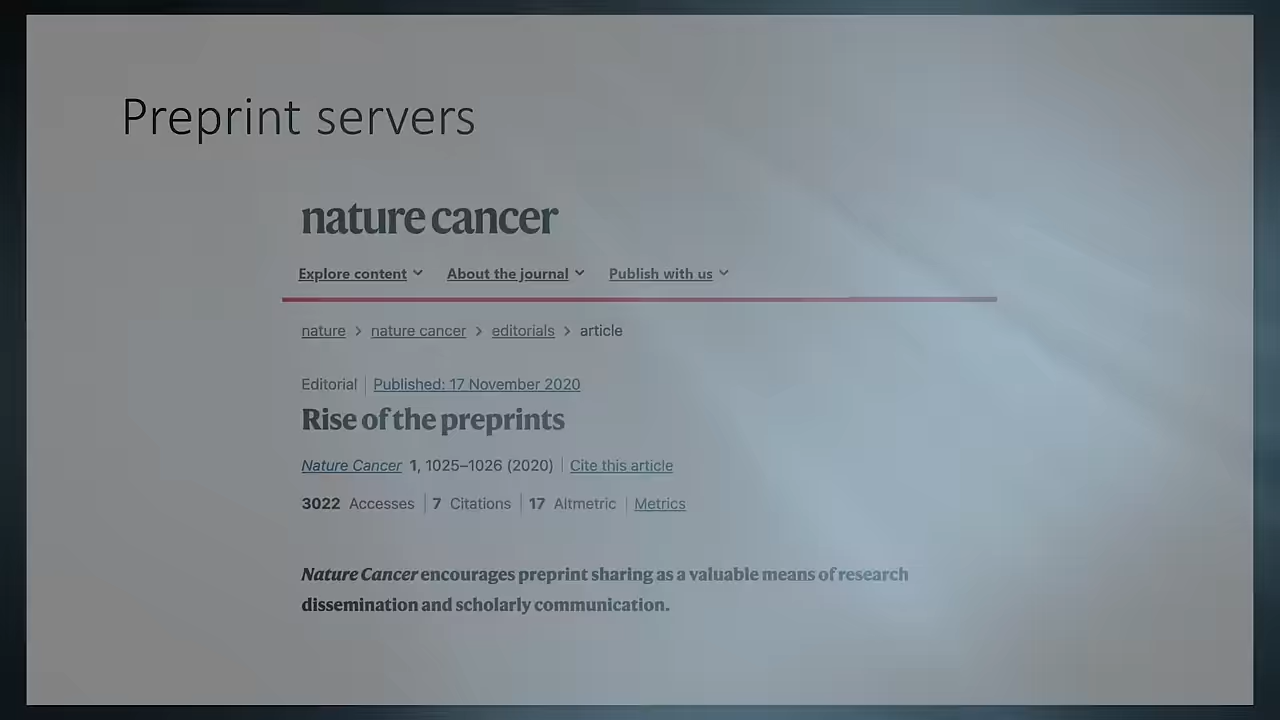 Preprint servers
nature cancer
Explore content About the journal Publish with us
nature > nature cancer > editorials > article
Editorial | Published: 17 November 2020
Rise of the preprints
Nature Cancer 1, 1025–1026 (2020) | Cite this article
3022 Accesses | 7 Citations | 17 Altmetric | Metrics
Nature Cancer encourages preprint sharing as a valuable means of research
dissemination and scholarly communication.